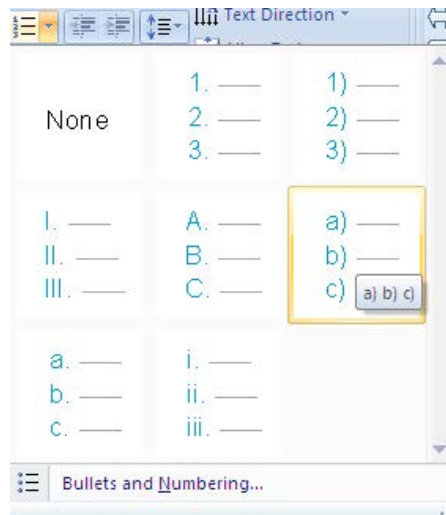 Text Direction
None
1.
2.
3.
1)
2)
3)
I.
II.
III.
A.
B.
C.
a)
b)
c)
a) b) c)
a.
b.
c.
i.
ii.
iii.
Bullets and Numbering...